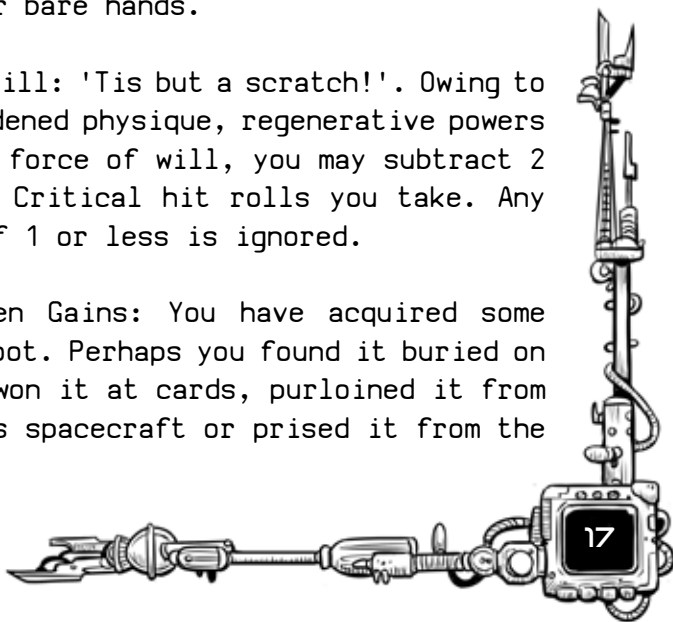 r bare hands.
ill: 'Tis but a scratch!'. Owing to
dened physique, regenerative powers
force of will, you may subtract 2
Critical hit rolls you take. Any
f 1 or less is ignored.
en Gains: You have acquired some
oot. Perhaps you found it buried on
won it at cards, purloined it from
s spacecraft or prised it from the
17